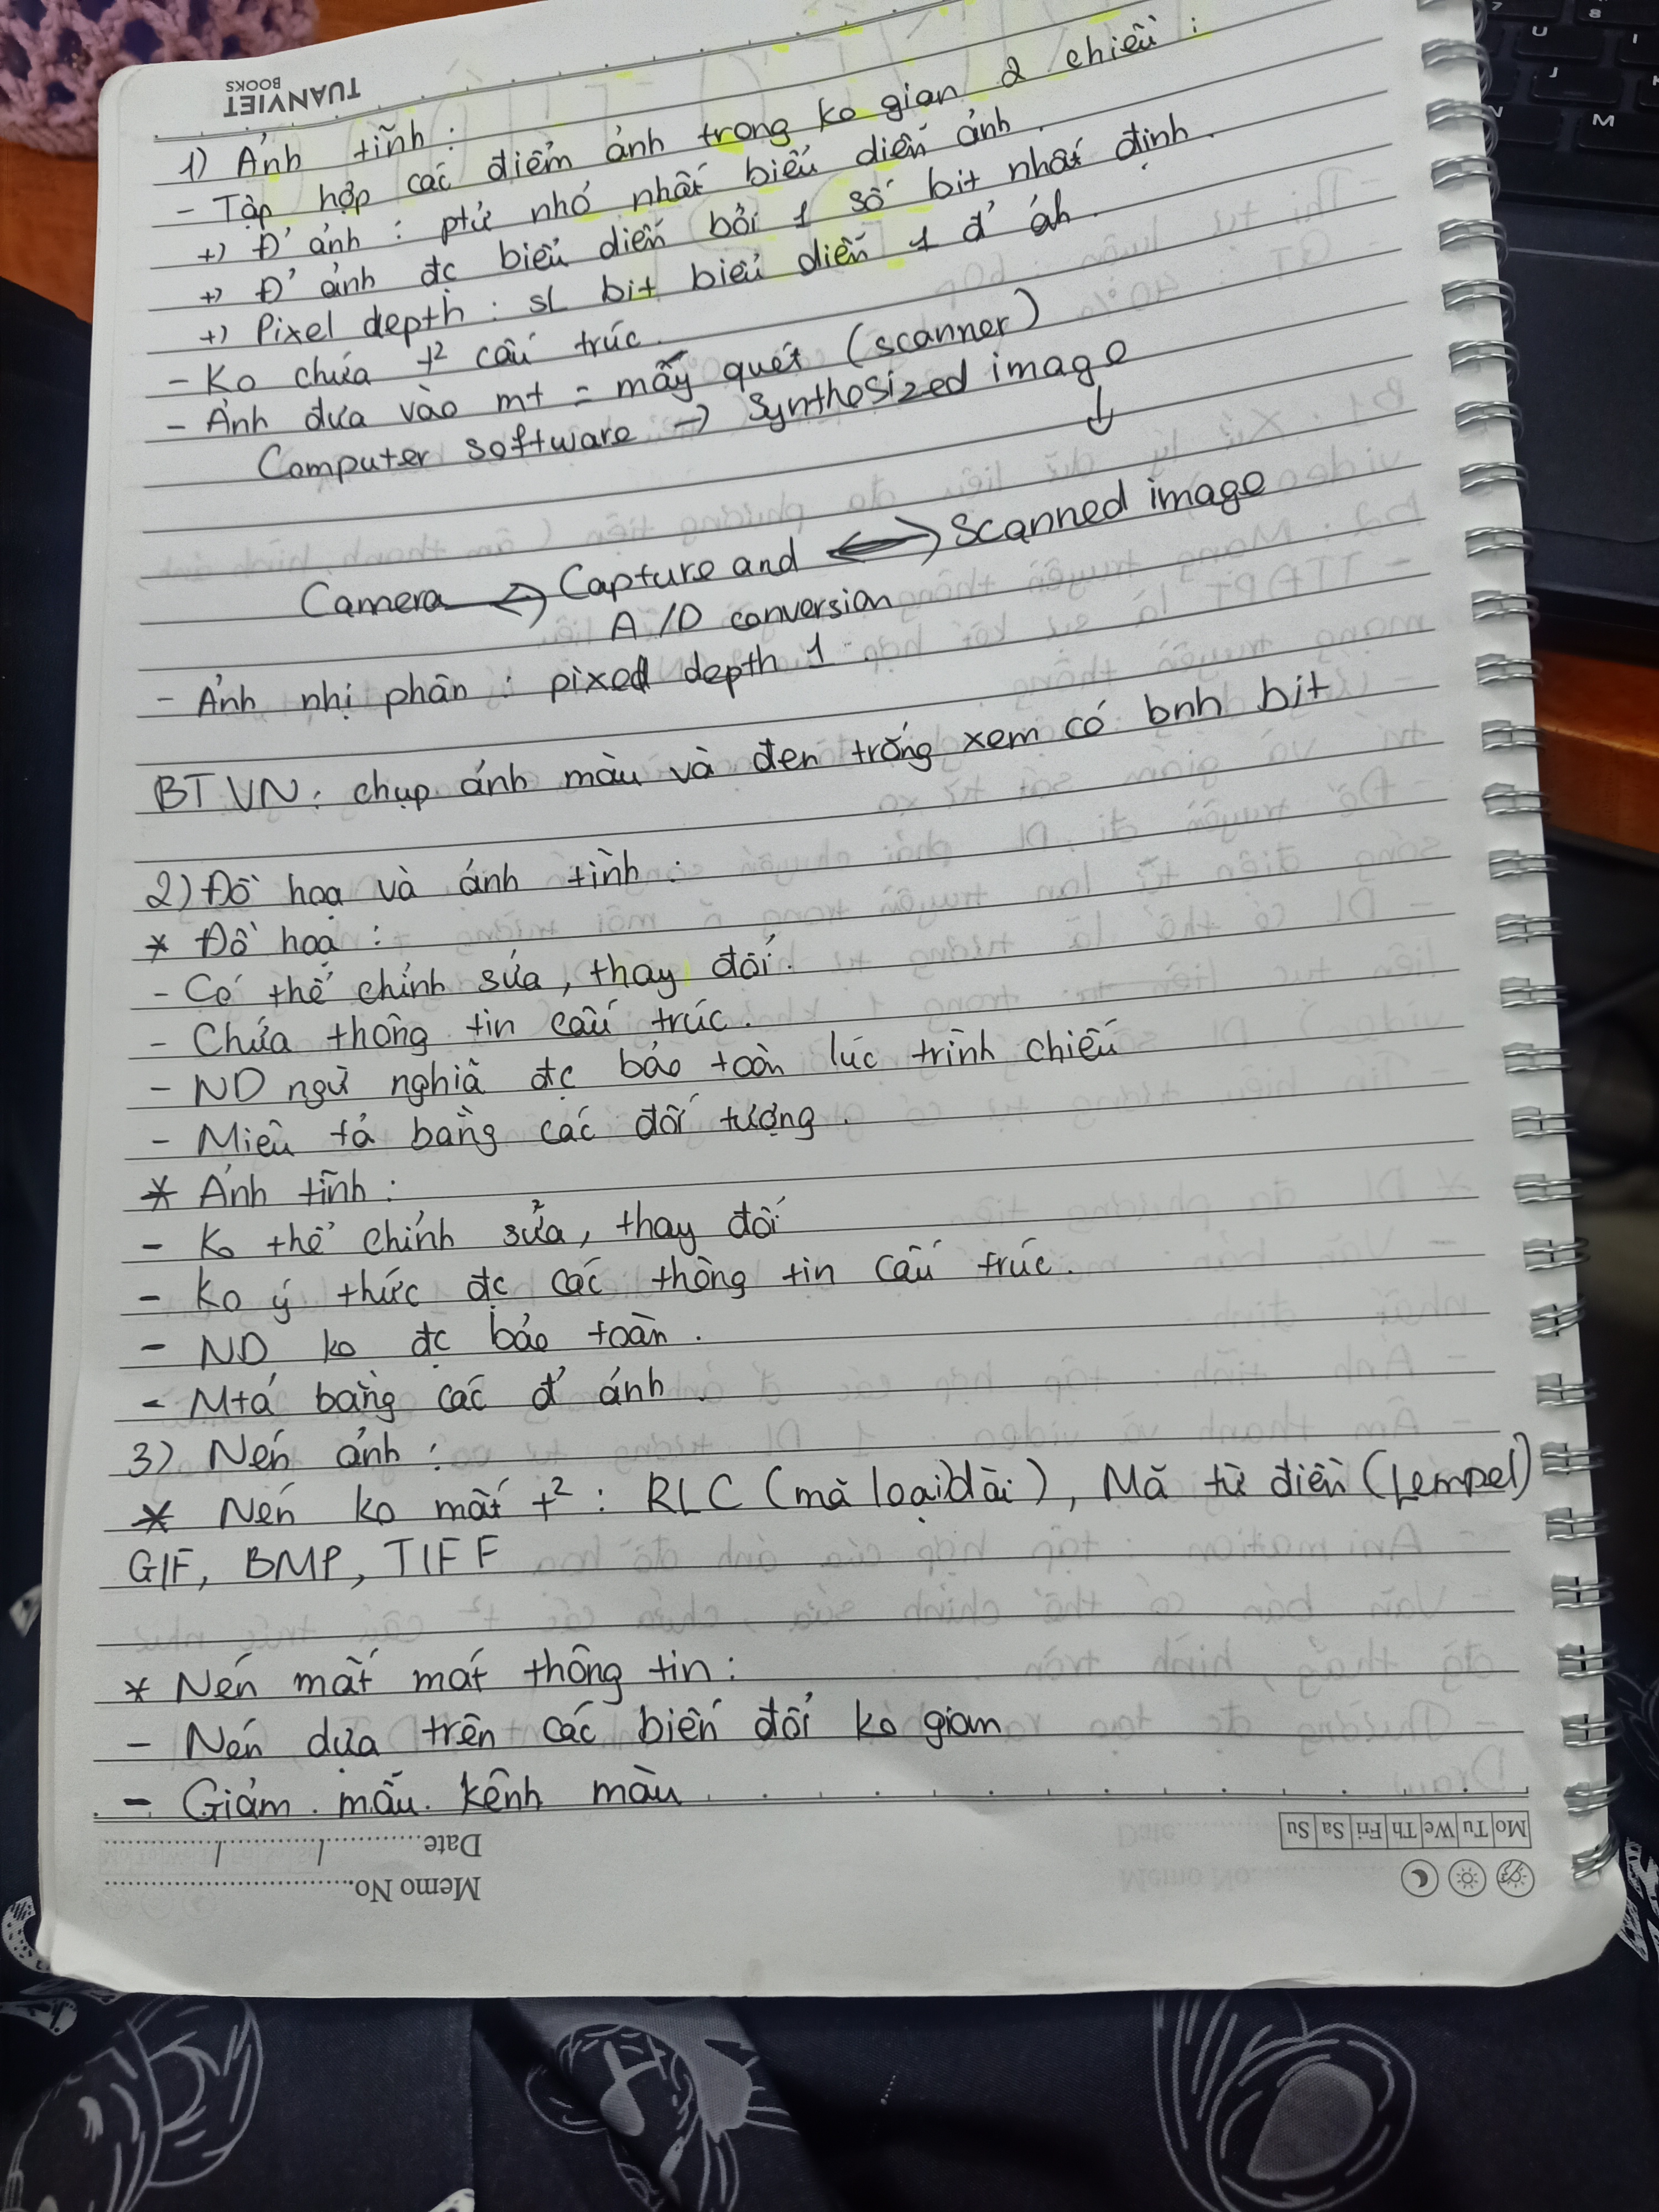 TUANVIET
BOOKS
1) Ảnh tĩnh :
- Tập hợp các điểm ảnh trong ko gian 2 chiều :
+) Đ' ảnh : ptử nhỏ nhất biểu diễn ảnh.
+) Đ' ảnh đc biểu diễn bởi 1 số bit nhất định.
+) Pixel depth : sL bit biểu diễn 1 đ' ảh.
- Ko chứa t² cấu trúc.
- Ảnh đưa vào mt = mấy quét (scanner)
Computer software → Synthesized image
↓
Camera ↔ Capture and ↔ Scanned image
A/D conversion
- Ảnh nhị phân : pixed depth 1
BTVN : chụp ảnh màu và đen trắng xem có bnh bit
2) Đồ hoạ và ảnh tĩnh :
* Đồ hoạ :
- Có thể chỉnh sửa, thay đổi.
- Chứa thông tin cấu trúc.
- ND ngữ nghĩa đc bảo toàn lúc trình chiếu
- Miêu tả bằng các đối tượng.
* Ảnh tĩnh :
- Ko thể chỉnh sửa, thay đổi
- Ko ý thức đc các thông tin cấu trúc.
- ND ko đc bảo toàn.
- Mtả bằng các đ' ảnh.
3) Nén ảnh :
* Nén ko mất t² : RLC (mã loạidài), Mã từ điển (Lempel)
GIF, BMP, TIFF
* Nén mất mát thông tin :
- Nén dựa trên các biến đổi ko gian
- Giảm mẫu kênh màu
Date
Memo No.
Mo Tu We Th Fri Sa Su